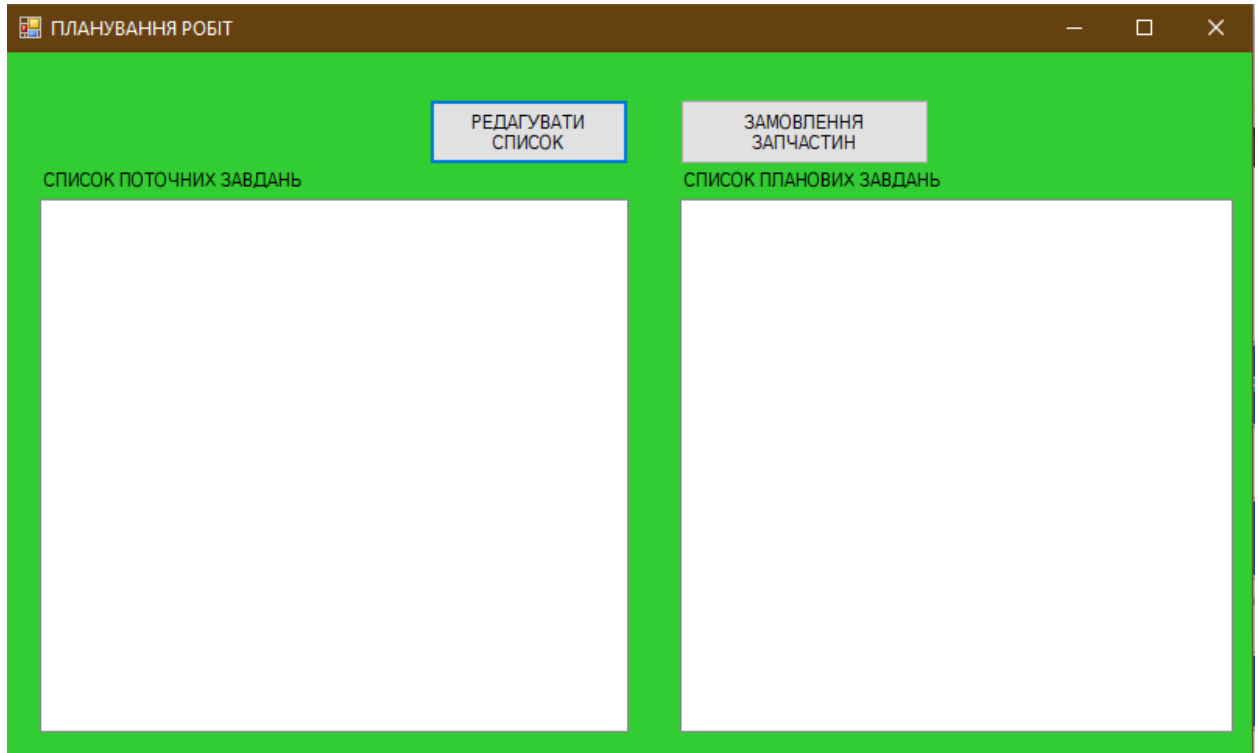 ПЛАНУВАННЯ РОБІТ
РЕДАГУВАТИ
СПИСОК
ЗАМОВЛЕННЯ
ЗАПЧАСТИН
СПИСОК ПОТОЧНИХ ЗАВДАНЬ
СПИСОК ПЛАНОВИХ ЗАВДАНЬ